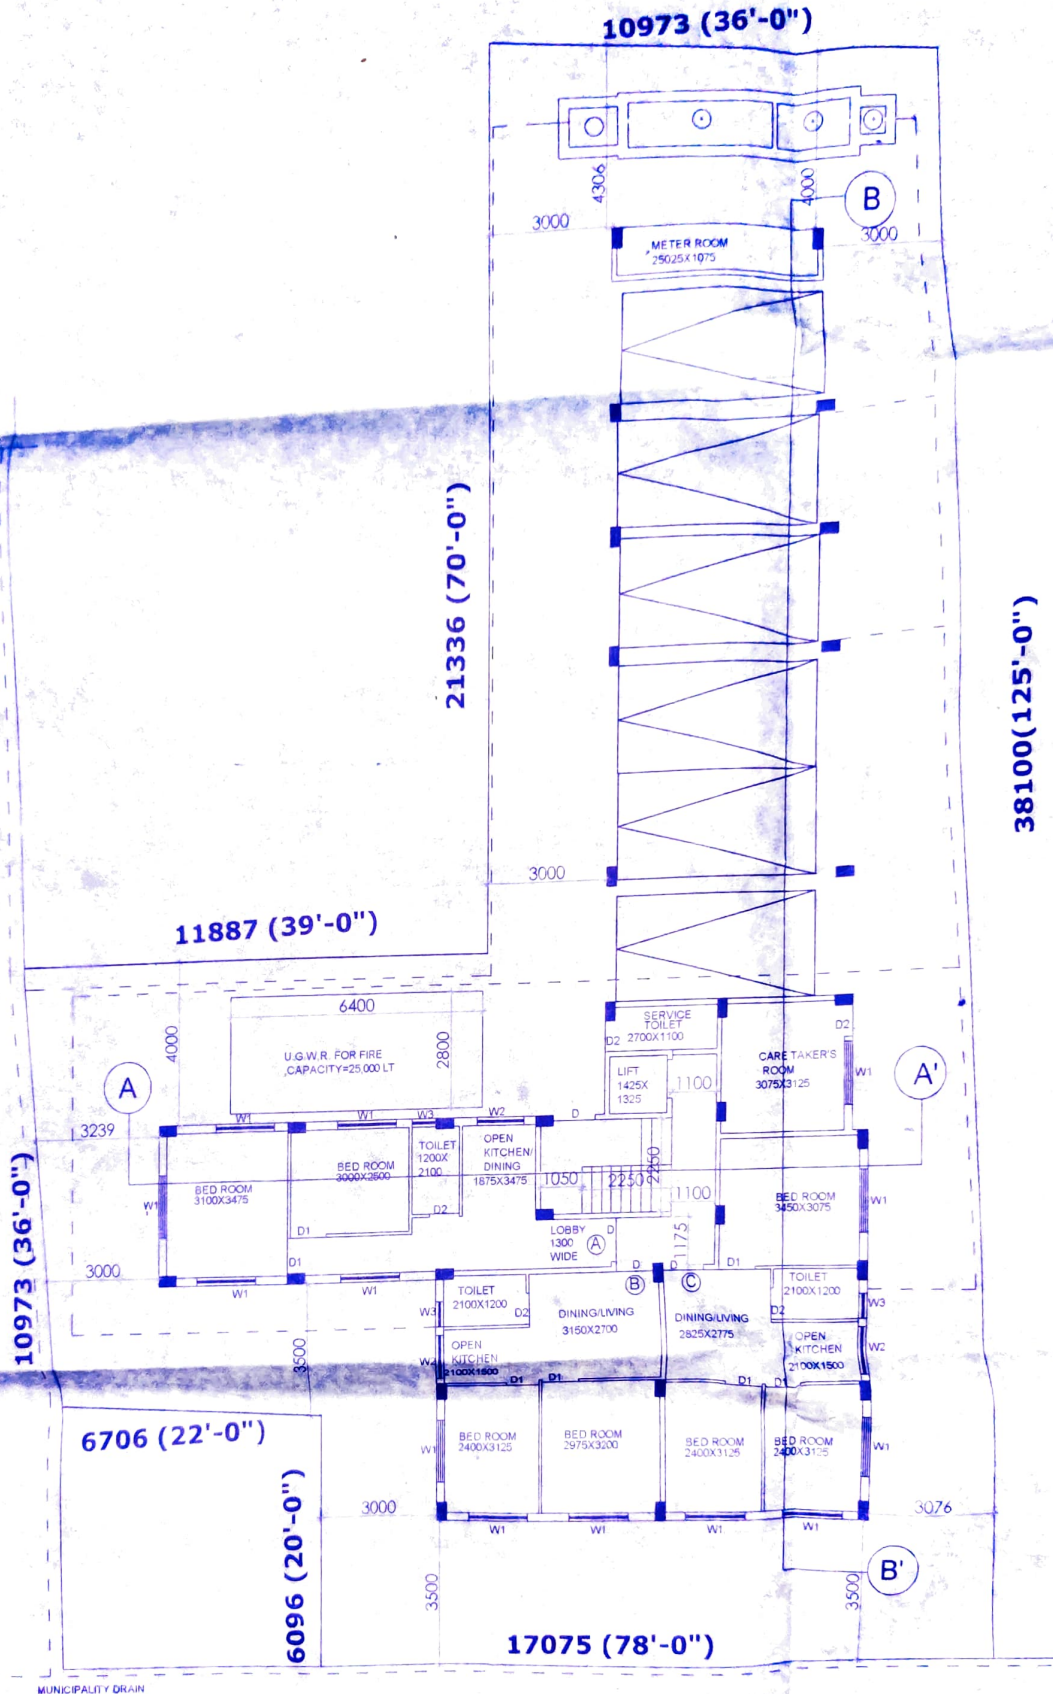 10973 (36'-0")
4306
4000
B
3000
3000
METER ROOM
25025X1075
21336 (70'-0")
38100(125'-0")
3000
11887 (39'-0")
6400
4000
2800
U.G.W.R. FOR FIRE
CAPACITY=25,000 LT
SERVICE
TOILET
2700X1100
D2
D2
CARE TAKER'S
ROOM
3075X3125
W1
LIFT
1425X
1325
1100
A
A'
3239
W1
W1
W3
W2
D
TOILET
1200X
2100
OPEN
KITCHEN/
DINING
1875X3475
BED ROOM
3000X2500
BED ROOM
3100X3475
W1
D2
D1
D1
1050
2250
2250
1100
BED ROOM
3450X3075
W1
LOBBY
1300
WIDE
D
A
1175
3000
W1
W1
D
B
D
C
D1
10973 (36'-0")
TOILET
2100X1200
D2
W3
DINING/LIVING
3150X2700
DINING/LIVING
2825X2775
TOILET
2100X1200
D2
W3
OPEN
KITCHEN
2100X1500
W2
OPEN
KITCHEN
2100X1500
W2
3500
D1
D1
D1
D1
6706 (22'-0")
W1
BED ROOM
2400X3125
BED ROOM
2975X3200
BED ROOM
2400X3125
BED ROOM
2400X3125
W1
3000
3076
W1
W1
W1
W1
6096 (20'-0")
3500
3500
B'
17075 (78'-0")
MUNICIPALITY DRAIN